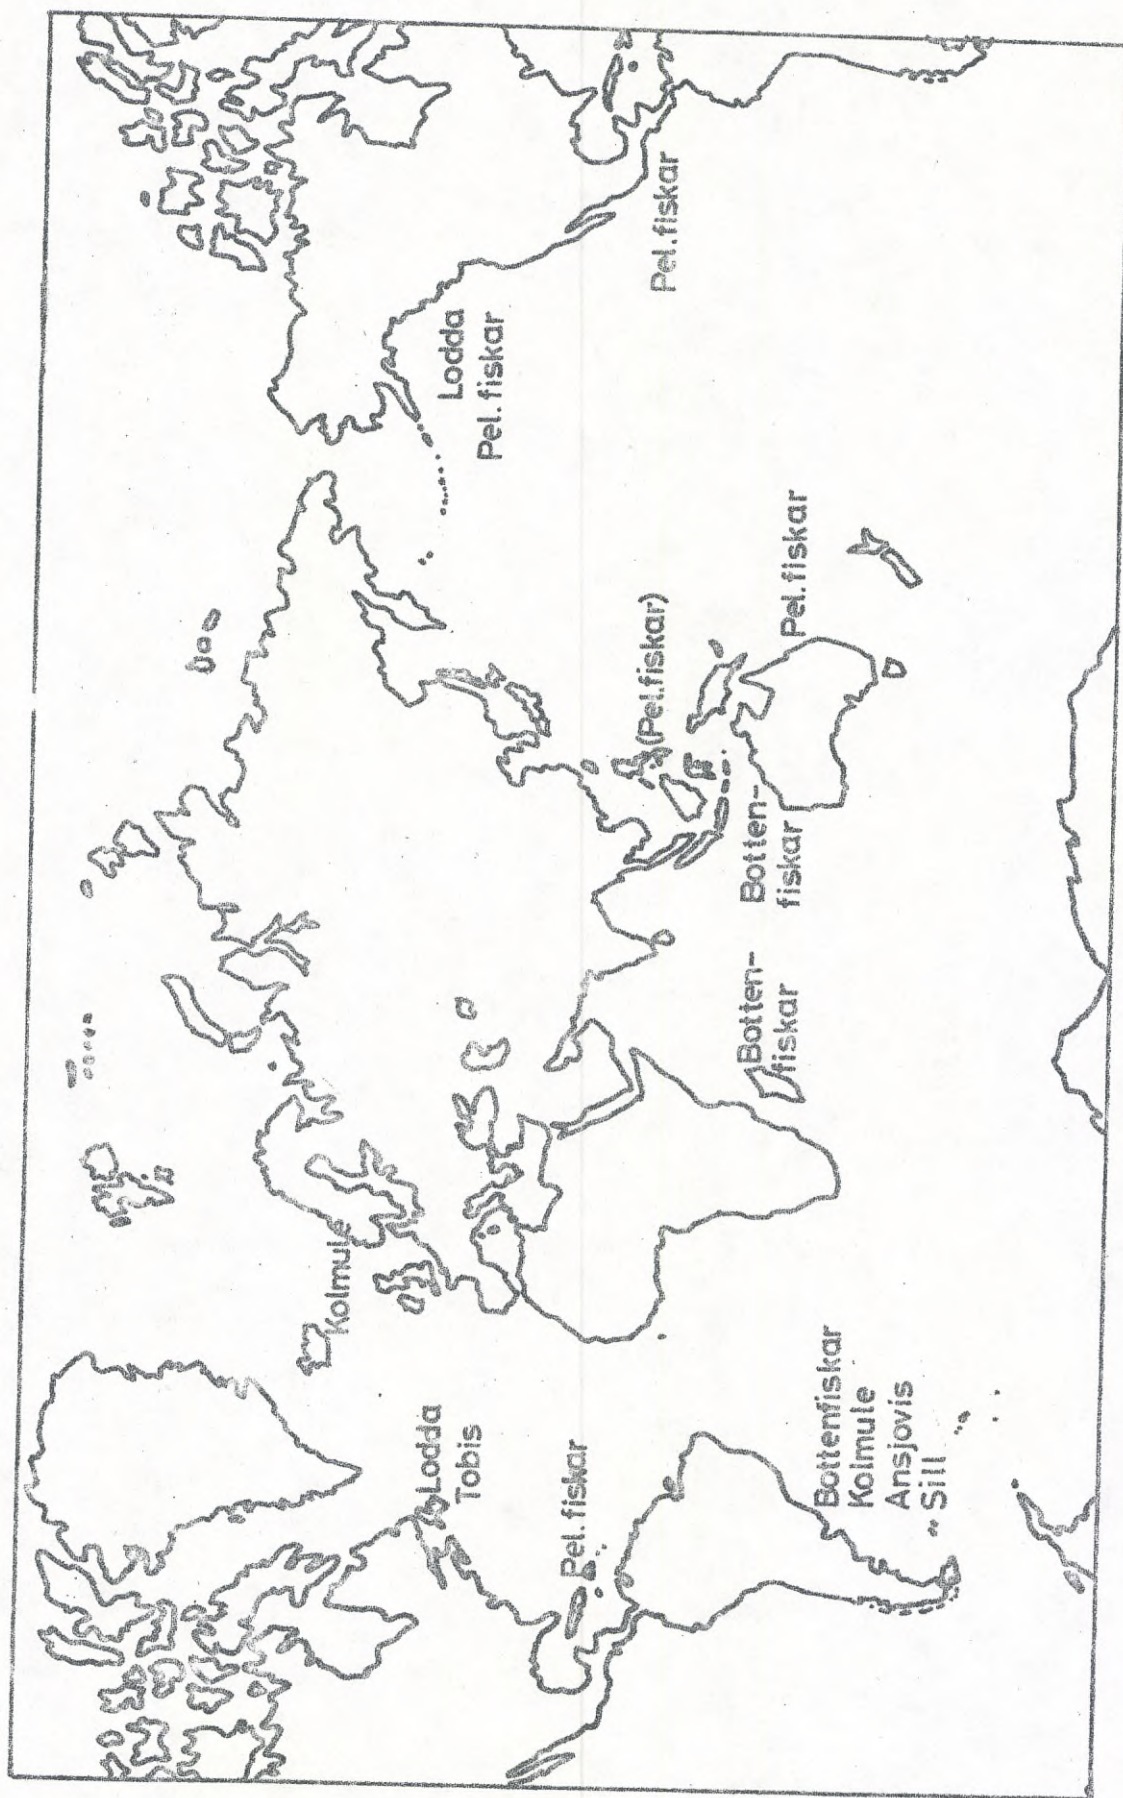 Kolmule
Lodda
Tobis
Pel. fiskar
Bottenfiskar
Kolmule
Ansjovis
Sill
Botten-
fiskar
Botten-
fiskar
(Pel.fiskar)
Pel.fiskar
Lodda
Pel. fiskar
Pel.fiskar